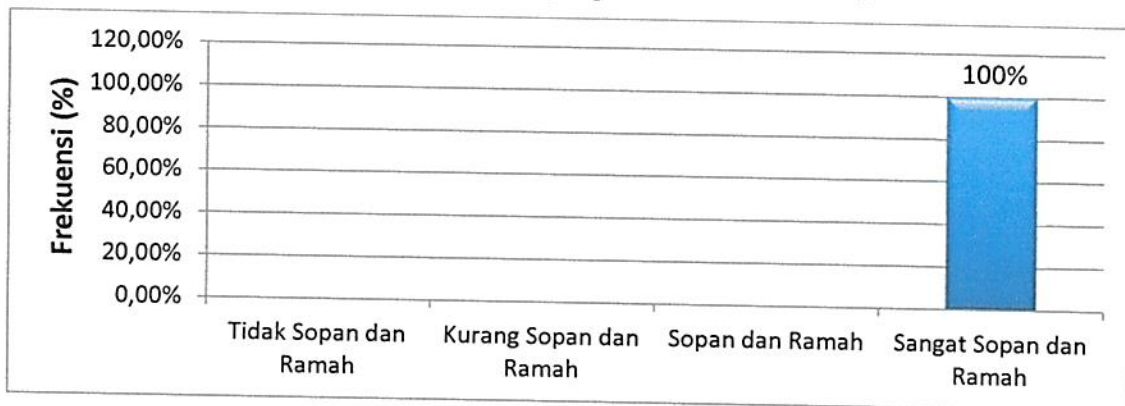 120,00%
100,00%
80,00%
60,00%
40,00%
20,00%
0,00%
Frekuensi (%)
100%
Tidak Sopan dan
Ramah
Kurang Sopan dan
Ramah
Sopan dan Ramah
Sangat Sopan dan
Ramah